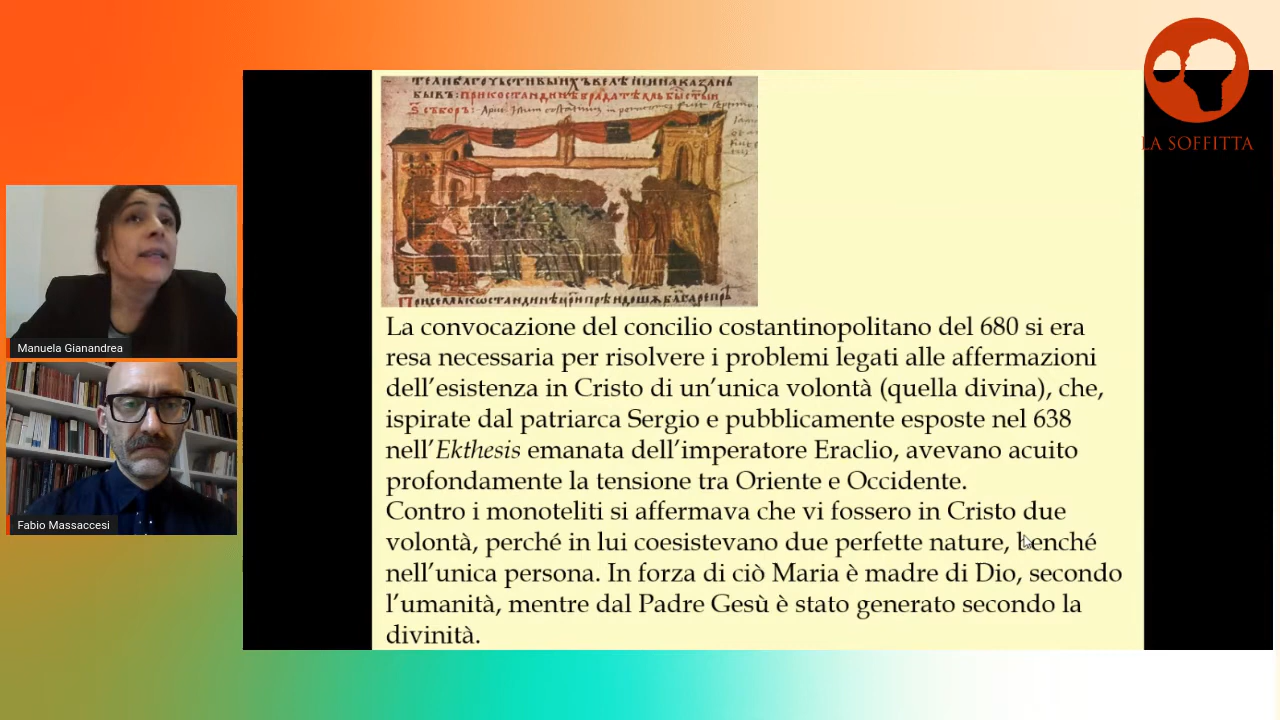 LA SOFFITTA
Manuela Gianandrea
Fabio Massaccesi
La convocazione del concilio costantinopolitano del 680 si era
resa necessaria per risolvere i problemi legati alle affermazioni
dell’esistenza in Cristo di un’unica volontà (quella divina), che,
ispirate dal patriarca Sergio e pubblicamente esposte nel 638
nell’Ekthesis emanata dell’imperatore Eraclio, avevano acuito
profondamente la tensione tra Oriente e Occidente.
Contro i monoteliti si affermava che vi fossero in Cristo due
volontà, perché in lui coesistevano due perfette nature, benché
nell’unica persona. In forza di ciò Maria è madre di Dio, secondo
l’umanità, mentre dal Padre Gesù è stato generato secondo la
divinità.